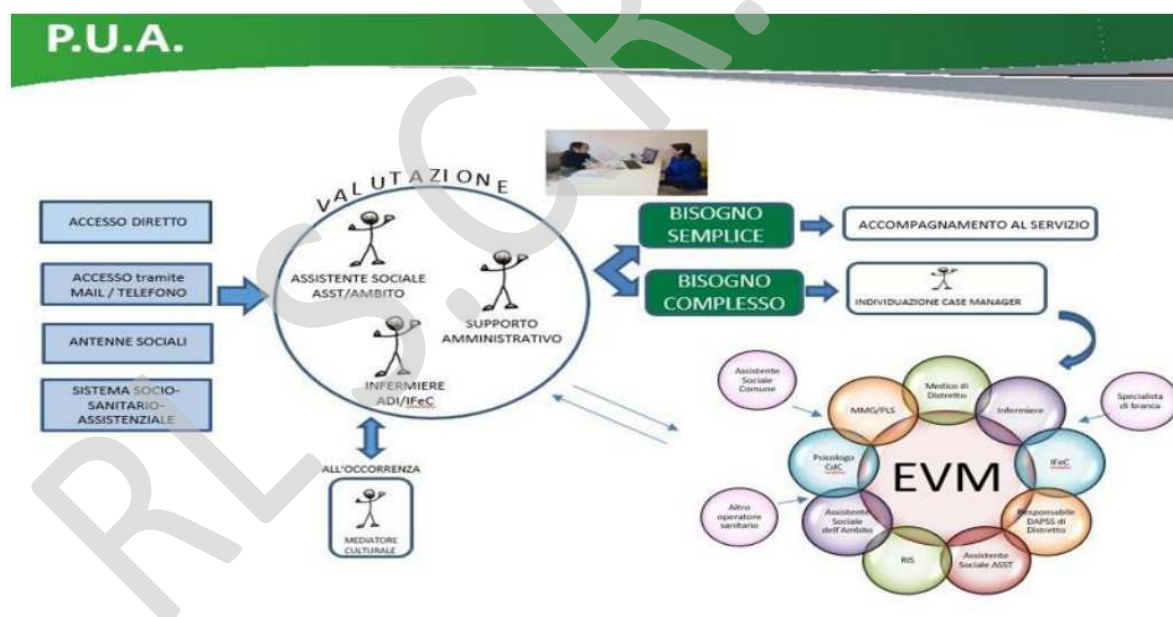 P.U.A.
VALUTAZIONE
ACCESSO DIRETTO
ACCESSO tramite
MAIL / TELEFONO
ANTENNE SOCIALI
SISTEMA SOCIO-
SANITARIO-
ASSISTENZIALE
ASSISTENTE SOCIALE
ASST/AMBITO
SUPPORTO
AMMINISTRATIVO
INFERMIERE
ADI/IFeC
ALL'OCCORRENZA
MEDIATORE
CULTURALE
BISOGNO
SEMPLICE
ACCOMPAGNAMENTO AL SERVIZIO
BISOGNO
COMPLESSO
INDIVIDUAZIONE CASE MANAGER
Assistente
Sociale
Comune
MMG/PLS
Medico di
Distretto
Infermiere
Specialista
di branca
Psicologo
CdC
EVM
IFeC
Altro
operatore
sanitario
Assistente
Sociale
dell'Ambito
Responsabile
DAPSS di
Distretto
RIS
Assistente
Sociale ASST
RLS.CR.